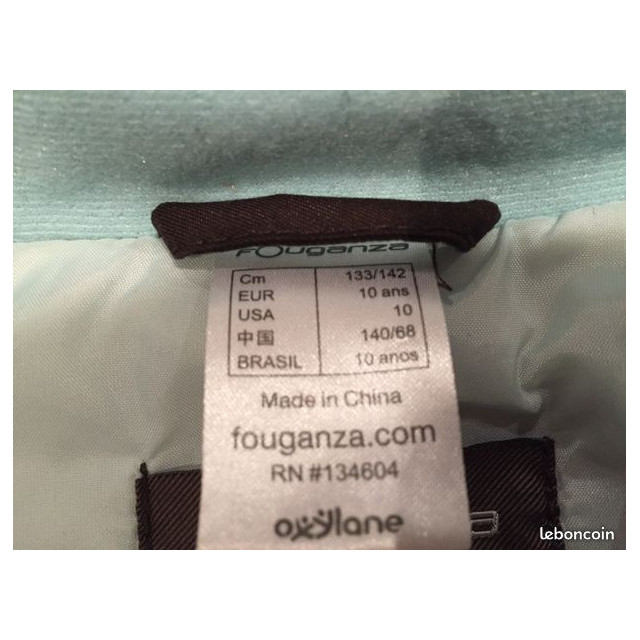 FOuganza
Cm 133/142
EUR 10 ans
USA 10
中国 140/68
BRASIL 10 anos
Made in China
fouganza.com
RN #134604
oxylane
leboncoin